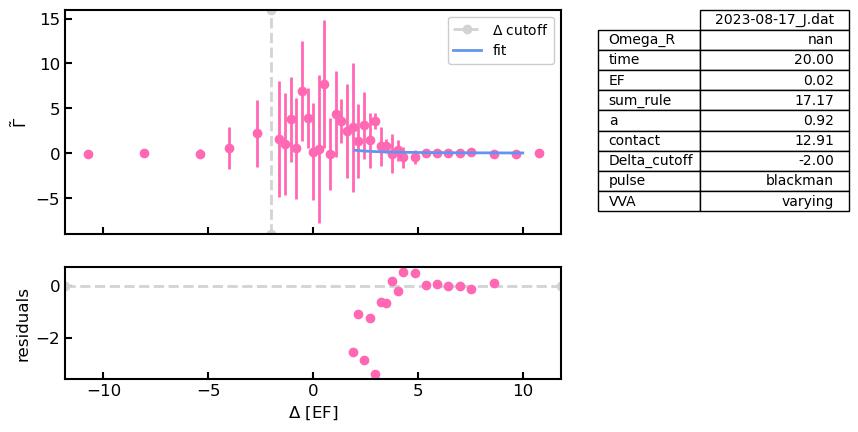 15
10
5
0
−5
Γ̃
Δ cutoff
fit
0
−2
residuals
−10
−5
0
5
10
Δ [EF]
2023-08-17_J.dat
Omega_R nan
time 20.00
EF 0.02
sum_rule 17.17
a 0.92
contact 12.91
Delta_cutoff -2.00
pulse blackman
VVA varying